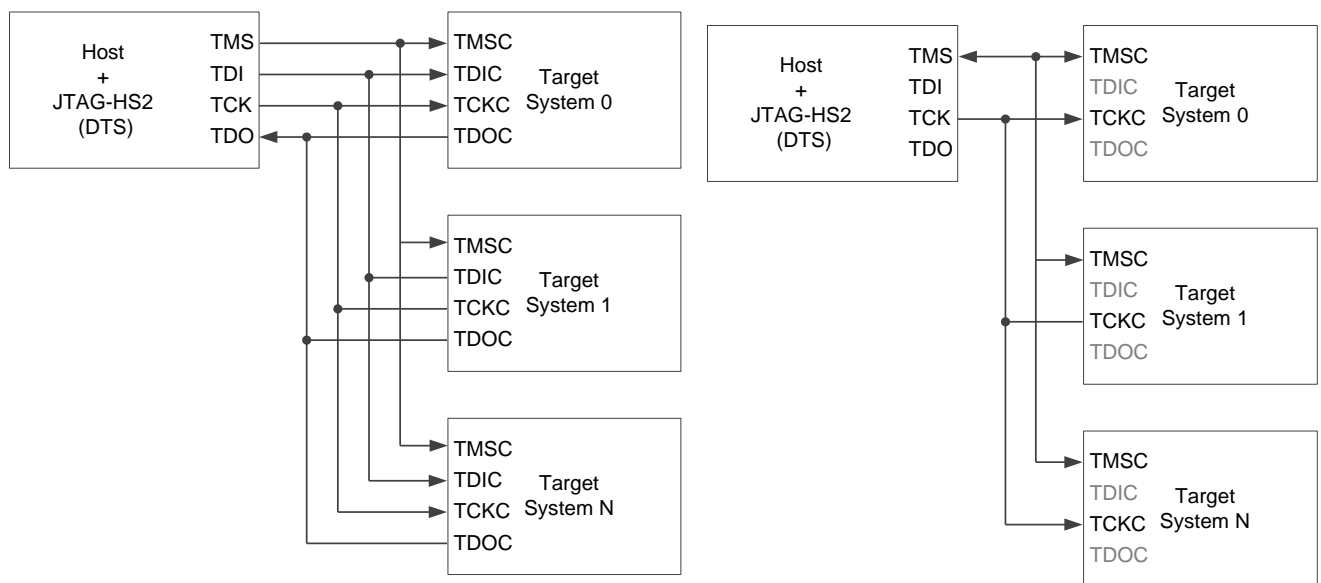 Host
+
JTAG-HS2
(DTS)
TMS
TDI
TCK
TDO
TMSC
TDIC
TCKC
TDOC
Target
System 0
TMSC
TDIC
TCKC
TDOC
Target
System 1
TMSC
TDIC
TCKC
TDOC
Target
System N
Host
+
JTAG-HS2
(DTS)
TMS
TDI
TCK
TDO
TMSC
TDIC
TCKC
TDOC
Target
System 0
TMSC
TDIC
TCKC
TDOC
Target
System 1
TMSC
TDIC
TCKC
TDOC
Target
System N